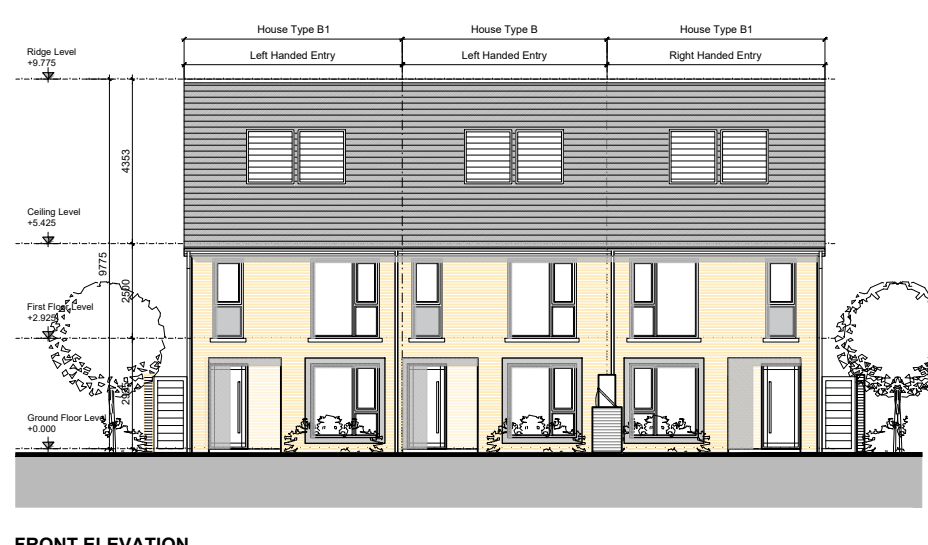 House Type B1
House Type B
House Type B1
Left Handed Entry
Left Handed Entry
Right Handed Entry
Ridge Level
+9.775
4353
Ceiling Level
+5.425
9775
2500
First Floor Level
+2.925
Ground Floor Level
+0.000
FRONT ELEVATION